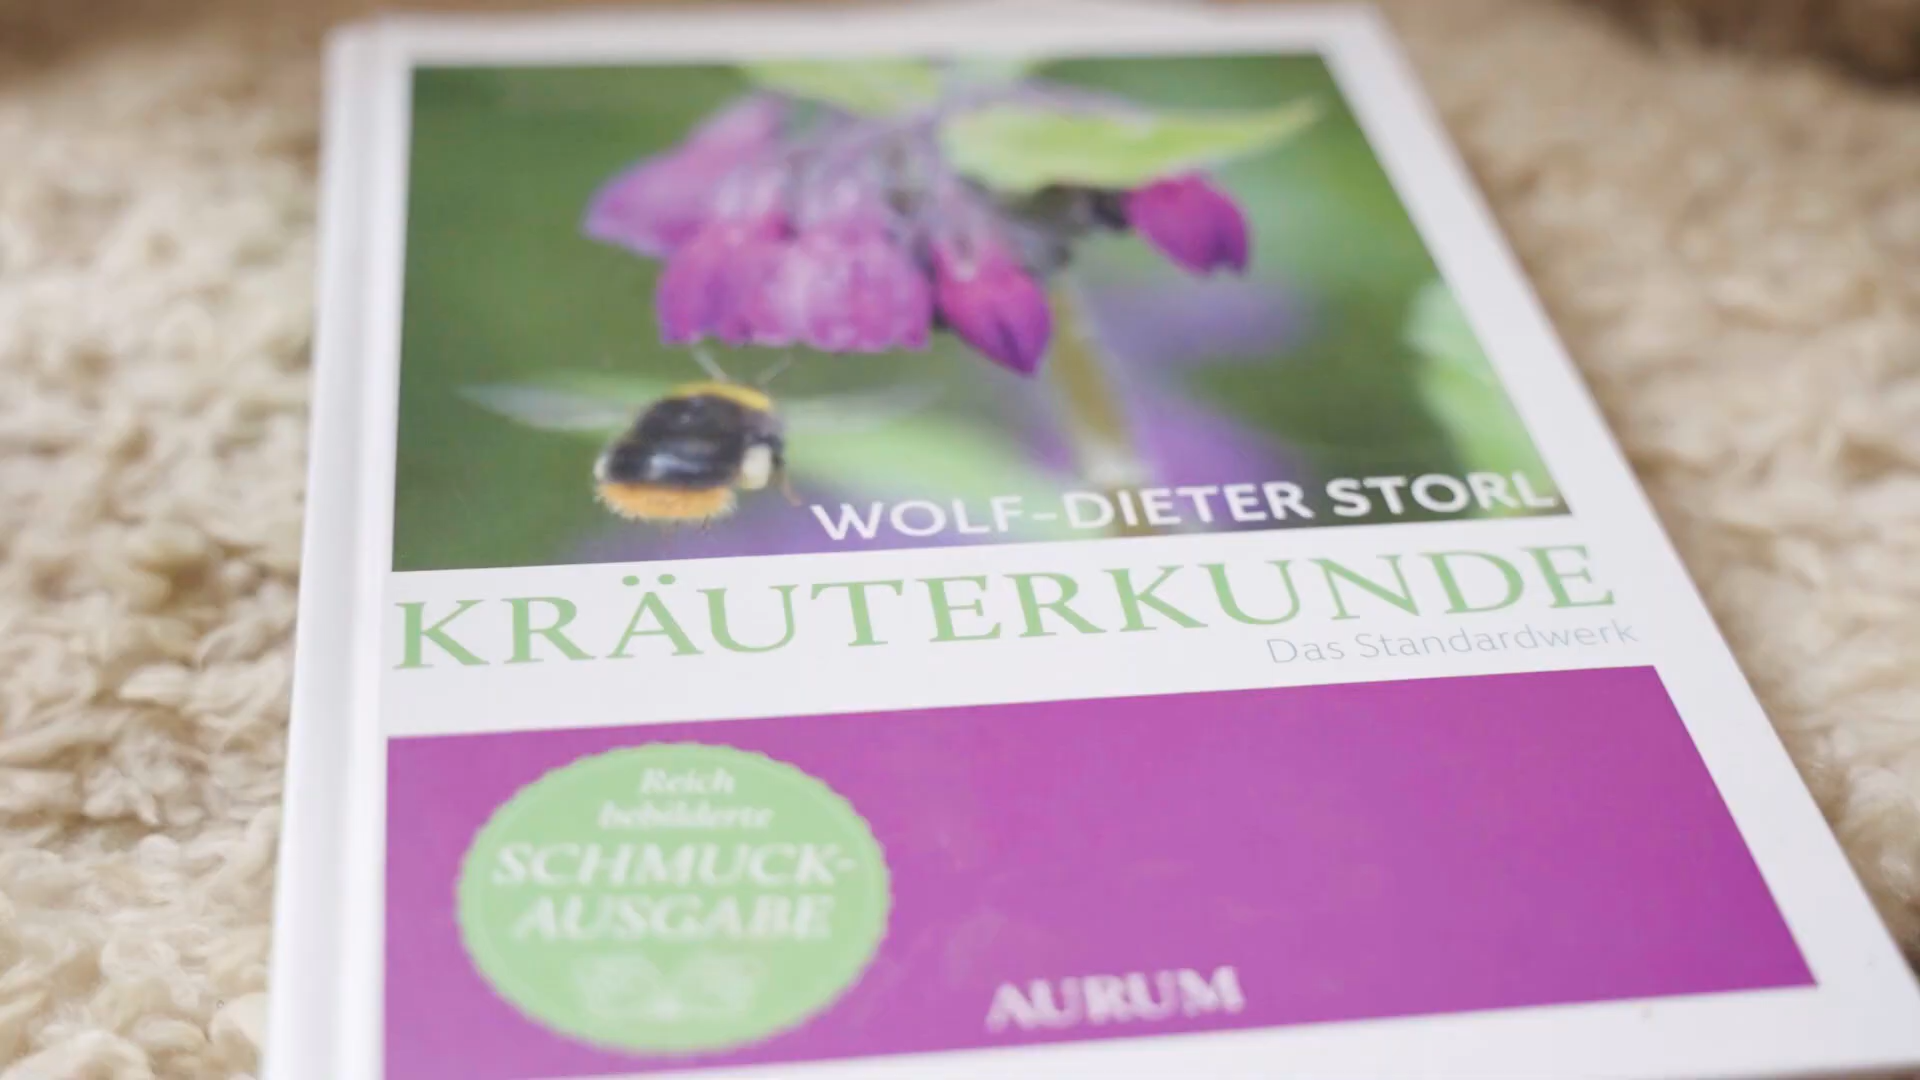 WOLF-DIETER STORL
KRÄUTERKUNDE
Das Standardwerk
Reich
bebilderte
SCHMUCK-
AUSGABE
AURUM